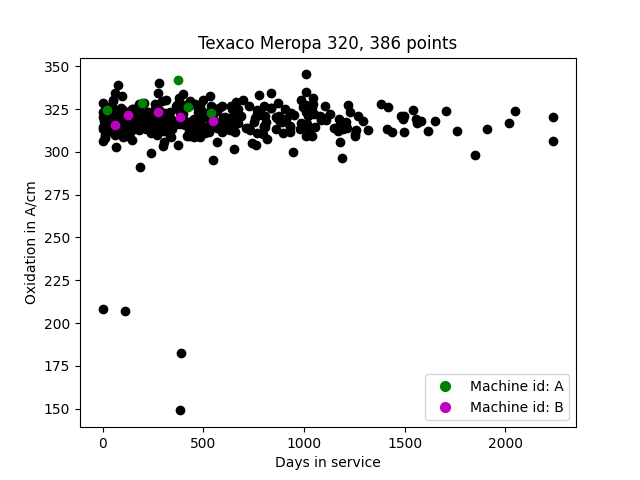 Texaco Meropa 320, 386 points
350
325
300
275
250
225
200
175
150
Oxidation in A/cm
0
500
1000
1500
2000
Days in service
Machine id: A
Machine id: B